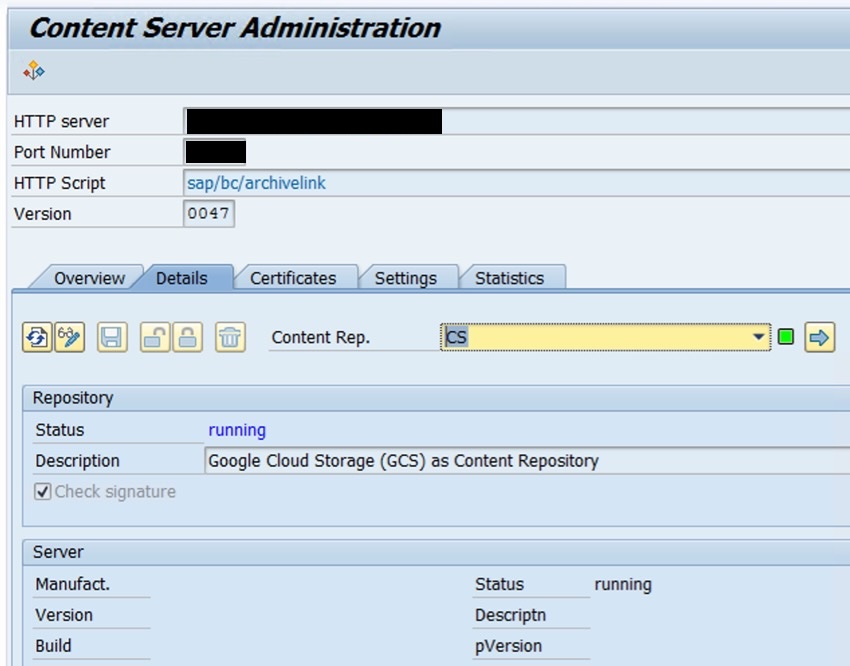 Content Server Administration
HTTP server
Port Number
HTTP Script sap/bc/archivelink
Version 0047
Overview Details Certificates Settings Statistics
Content Rep. CS
Repository
Status running
Description Google Cloud Storage (GCS) as Content Repository
Check signature
Server
Manufact. Status running
Version Descriptn
Build pVersion